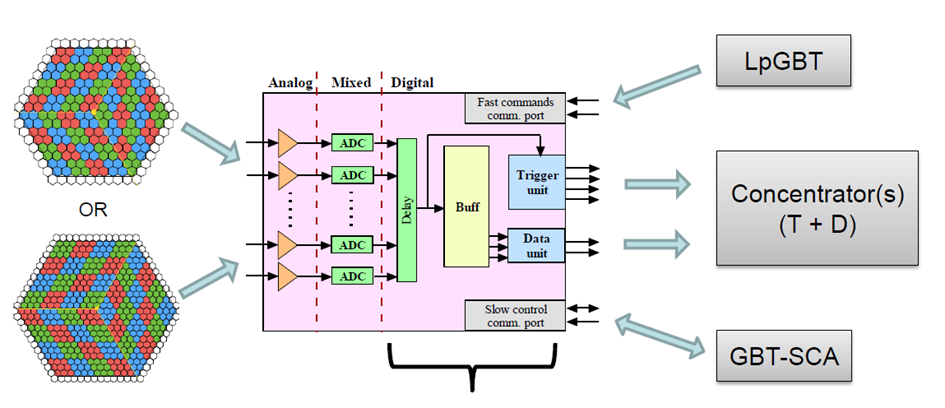 Analog Mixed Digital
LpGBT
Fast commands
comm. port
ADC
ADC
Trigger
unit
Delay
Buff
Concentrator(s)
(T + D)
OR
ADC
Data
unit
ADC
Slow control
comm. port
GBT-SCA